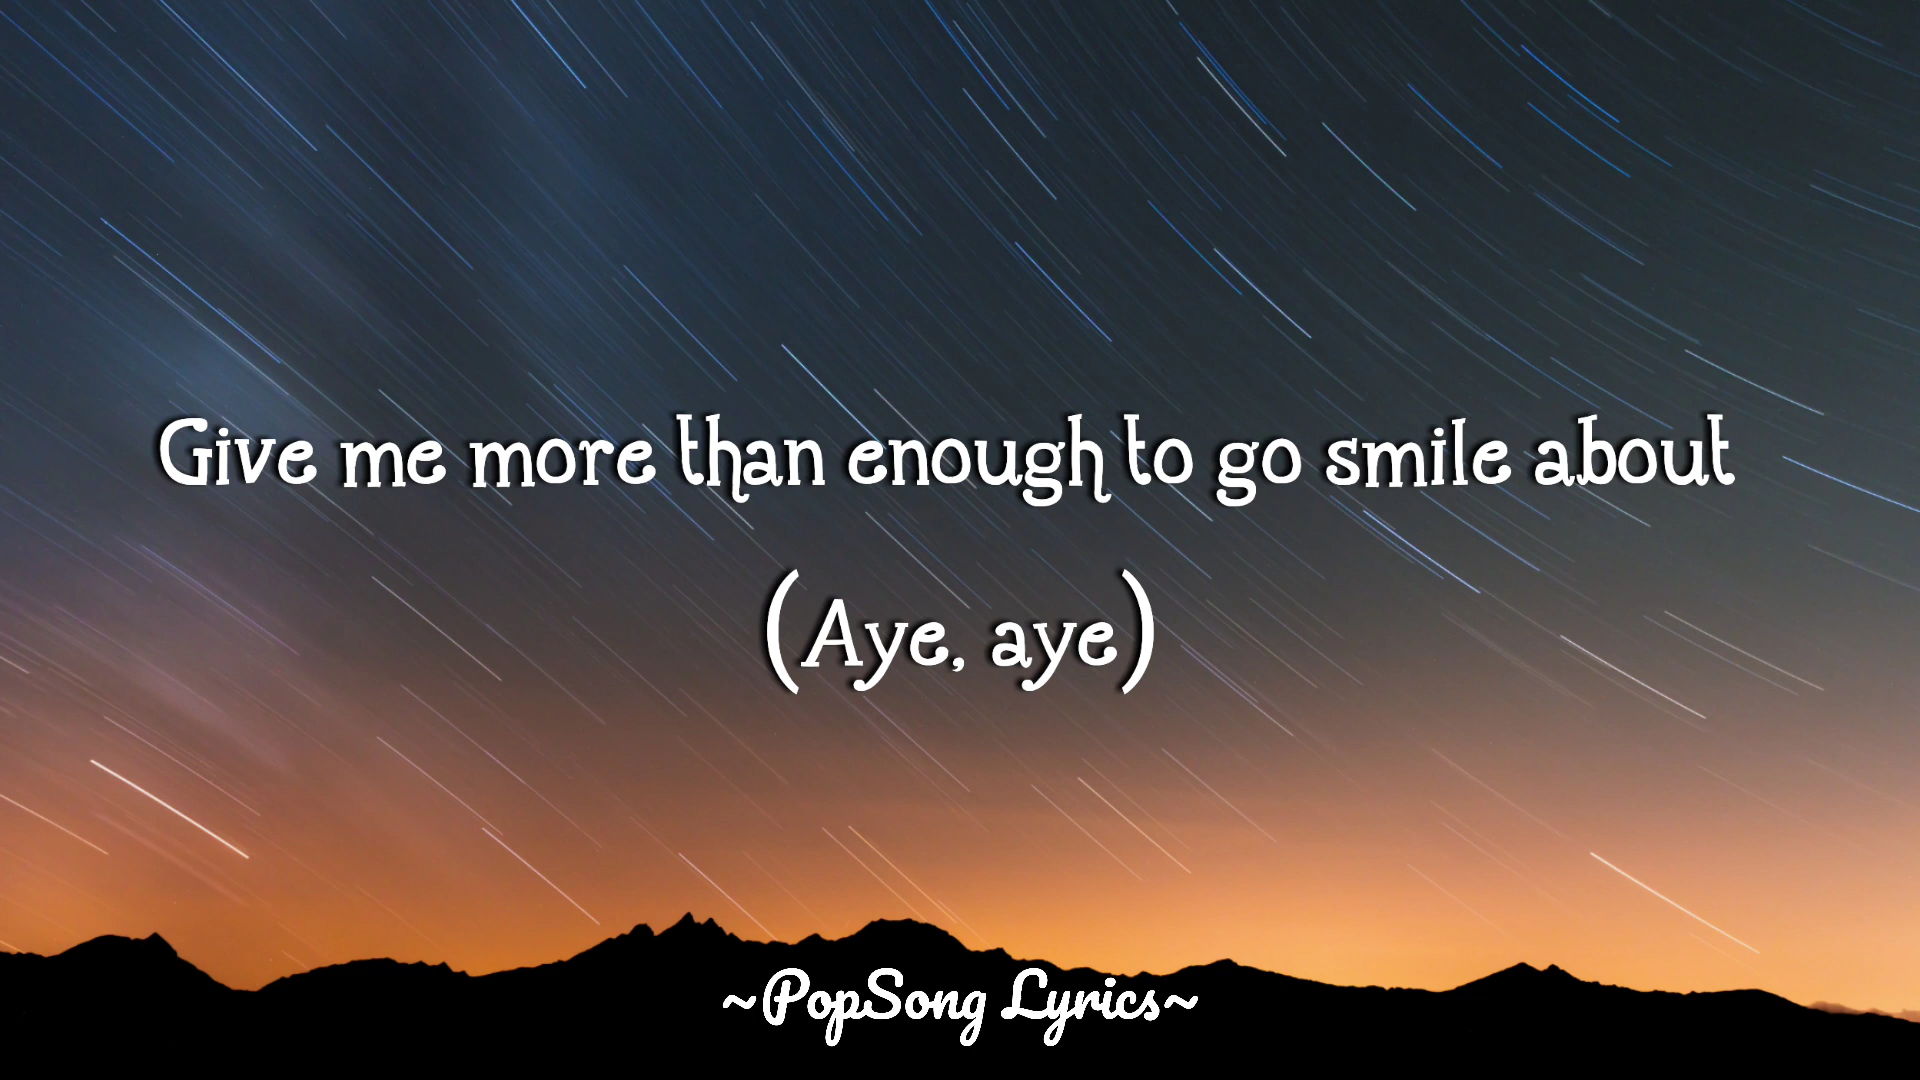 Give me more than enough to go smile about
(Aye, aye)
~PopSong Lyrics~